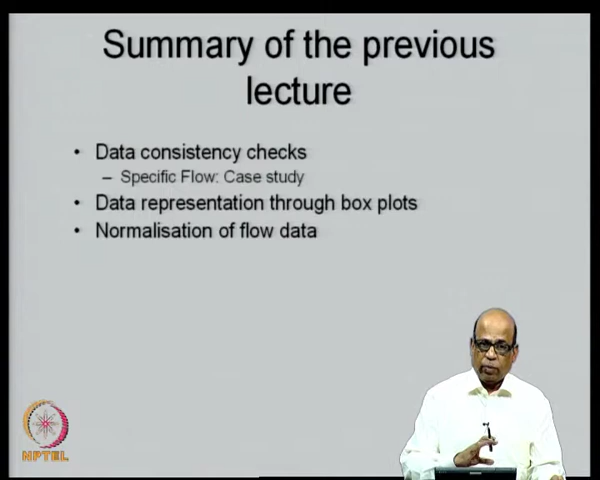 Summary of the previous
lecture
• Data consistency checks
– Specific Flow: Case study
• Data representation through box plots
• Normalisation of flow data
NPTEL